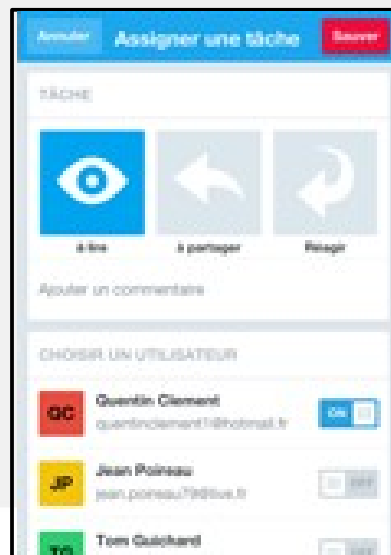 Annuler Assigner une tâche Sauver
TÂCHE
à lire à partager Réagir
Ajouter un commentaire
CHOISIR UN UTILISATEUR
QC Quentin Clement ON
quentinclement1@hotmail.fr
JP Jean Poineau OFF
jean.poineau79@live.fr
TG Tom Guichard OFF